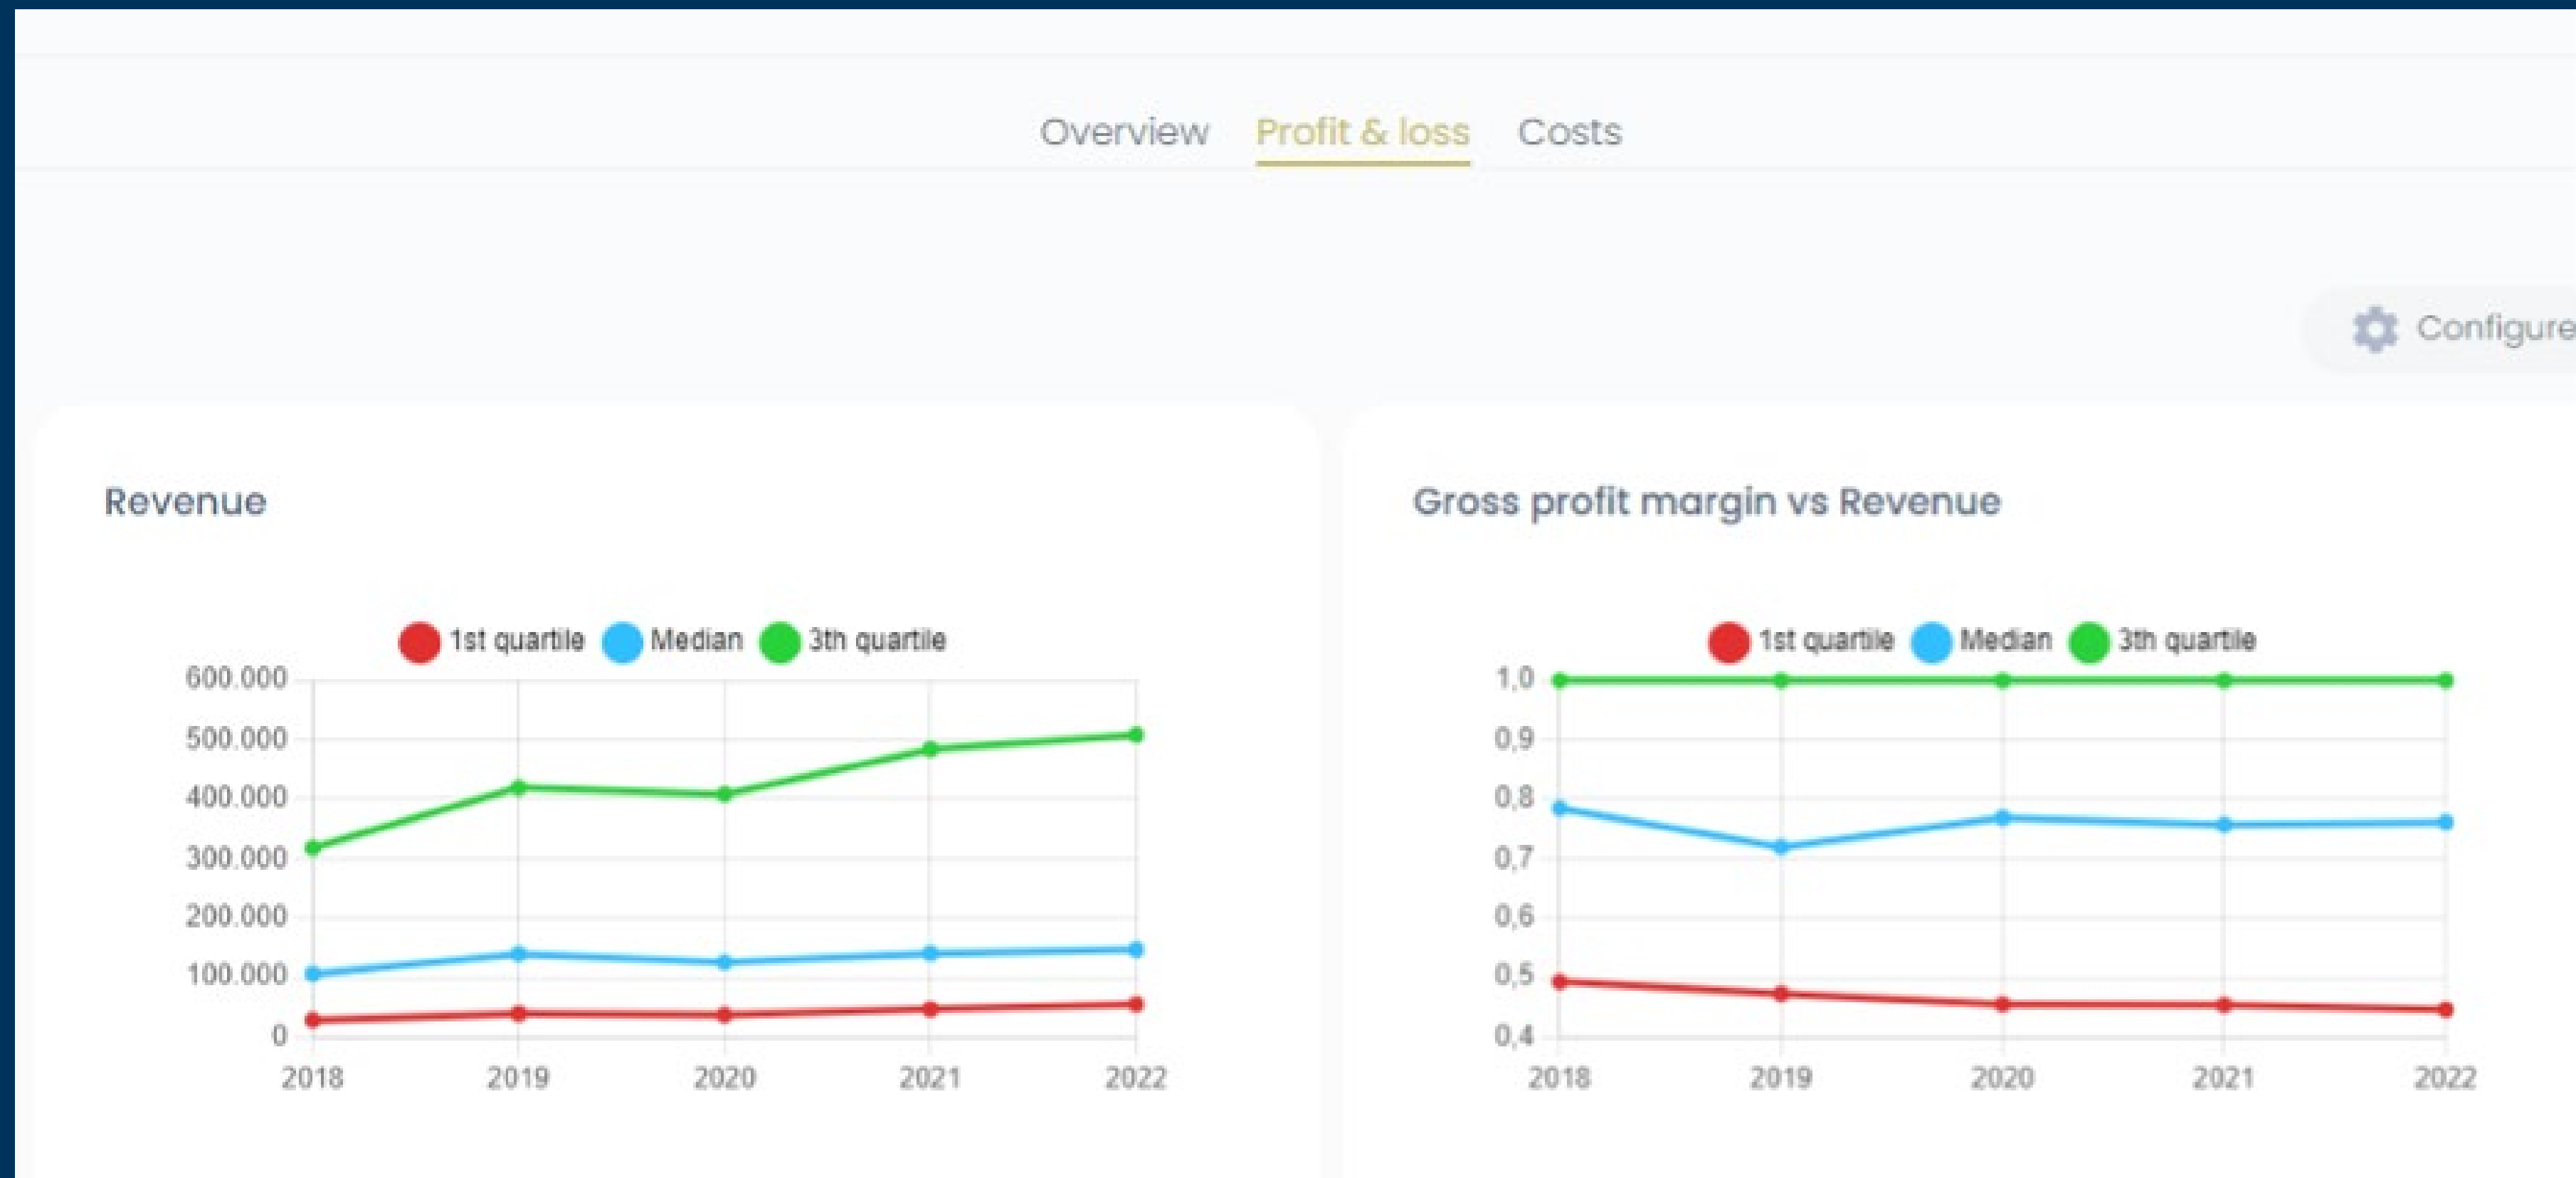 Overview Profit & loss Costs
Configure
Revenue
1st quartile Median 3th quartile
600.000
500.000
400.000
300.000
200.000
100.000
0
2018 2019 2020 2021 2022
Gross profit margin vs Revenue
1st quartile Median 3th quartile
1,0
0,9
0,8
0,7
0,6
0,5
0,4
2018 2019 2020 2021 2022